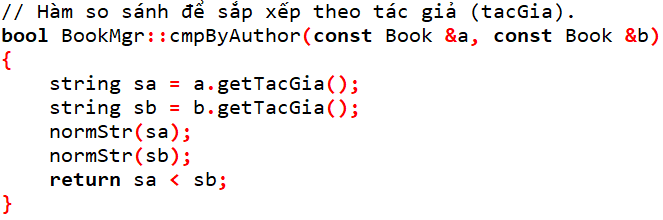 // Hàm so sánh để sắp xếp theo tác giả (tacGia).
bool BookMgr::cmpByAuthor(const Book &a, const Book &b)
{
    string sa = a.getTacGia();
    string sb = b.getTacGia();
    normStr(sa);
    normStr(sb);
    return sa < sb;
}